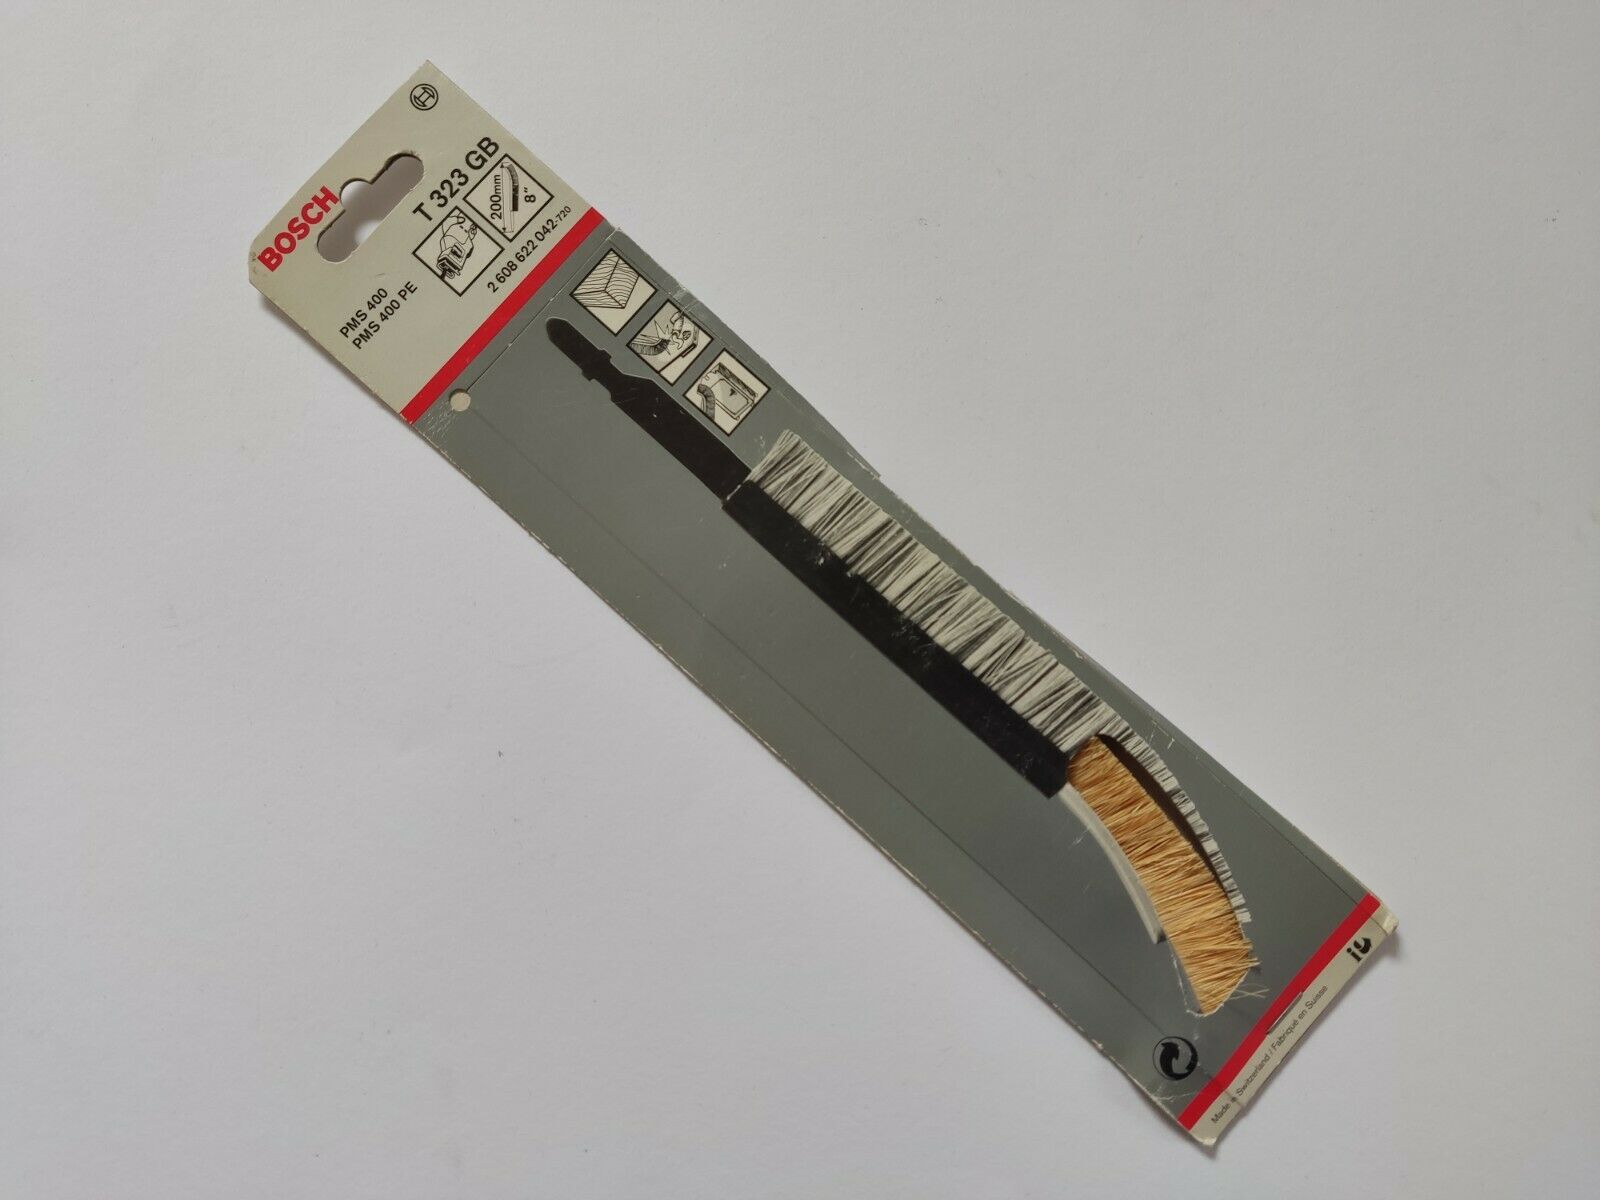 BOSCH
T 323 GB
200mm
8"
PMS 400
PMS 400 PE
2 608 622 042-720
Made in Switzerland / Fabriqué en Suisse